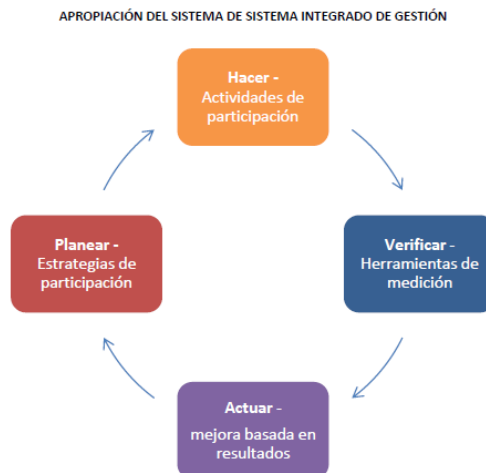 APROPIACIÓN DEL SISTEMA DE SISTEMA INTEGRADO DE GESTIÓN
Hacer -
Actividades de
participación
Planear -
Estrategias de
participación
Verificar -
Herramientas de
medición
Actuar -
mejora basada en
resultados